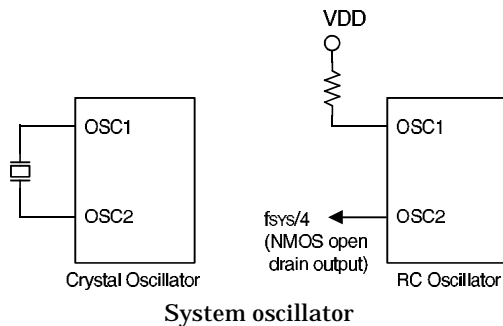 OSC1
OSC2
Crystal Oscillator
VDD
OSC1
fSYS/4
(NMOS open
drain output)
OSC2
RC Oscillator
System oscillator